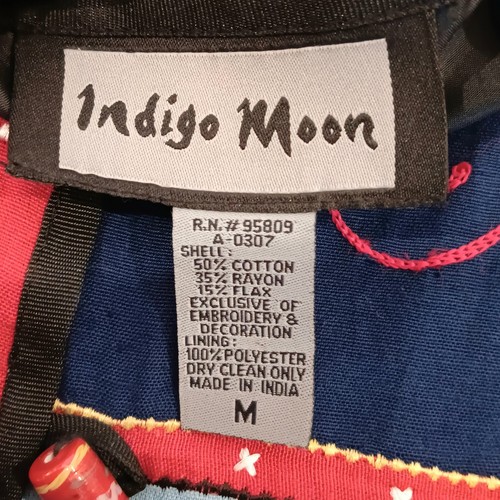 Indigo Moon
R.N.# 95809
A-0307
SHELL:
50% COTTON
35% RAYON
15% FLAX
EXCLUSIVE OF
EMBROIDERY &
DECORATION
LINING:
100% POLYESTER
DRY CLEAN ONLY
MADE IN INDIA
M